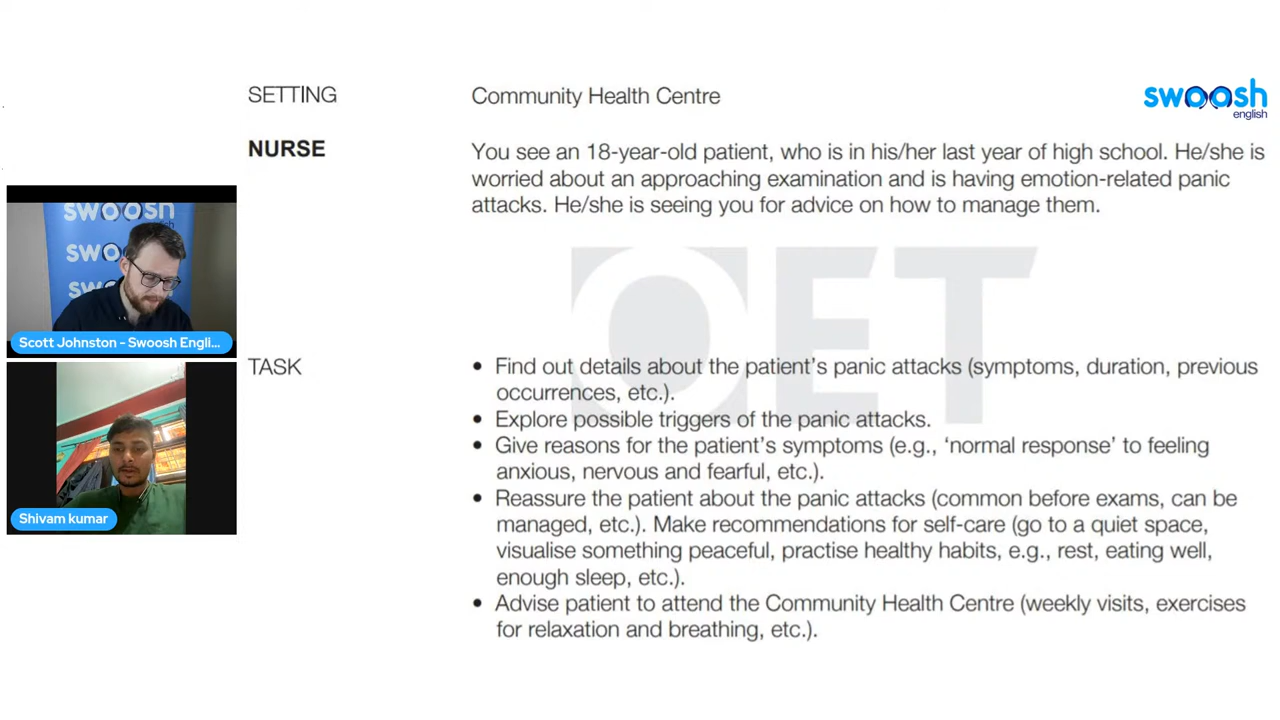 SETTING
Community Health Centre
swoosh
english
NURSE
You see an 18-year-old patient, who is in his/her last year of high school. He/she is
worried about an approaching examination and is having emotion-related panic
attacks. He/she is seeing you for advice on how to manage them.
swoosh
Scott Johnston - Swoosh Engli...
OET
TASK
• Find out details about the patient's panic attacks (symptoms, duration, previous
occurrences, etc.).
• Explore possible triggers of the panic attacks.
• Give reasons for the patient's symptoms (e.g., 'normal response' to feeling
anxious, nervous and fearful, etc.).
• Reassure the patient about the panic attacks (common before exams, can be
managed, etc.). Make recommendations for self-care (go to a quiet space,
visualise something peaceful, practise healthy habits, e.g., rest, eating well,
enough sleep, etc.).
• Advise patient to attend the Community Health Centre (weekly visits, exercises
for relaxation and breathing, etc.).
Shivam kumar